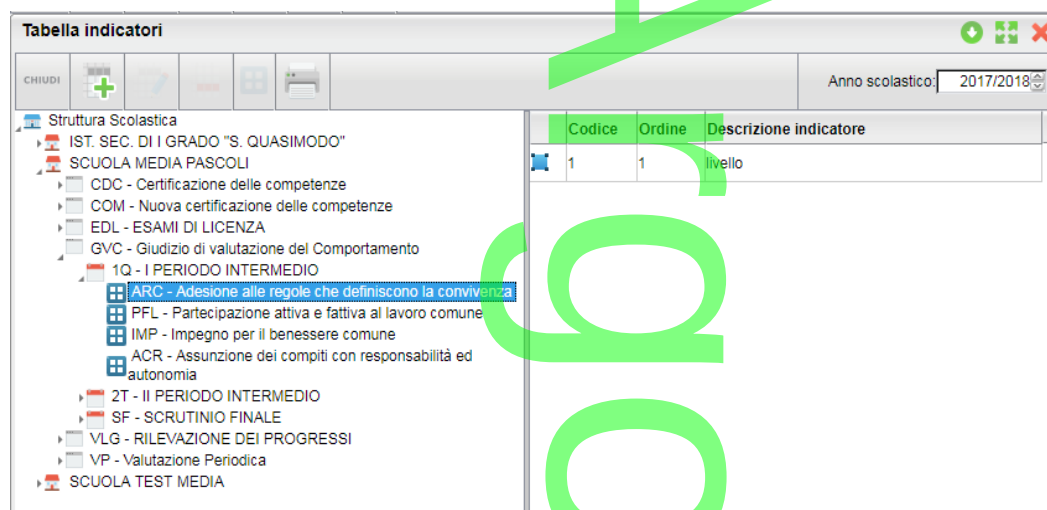 Tabella indicatori
CHIUDI
Anno scolastico: 2017/2018
Struttura Scolastica
IST. SEC. DI I GRADO "S. QUASIMODO"
SCUOLA MEDIA PASCOLI
CDC - Certificazione delle competenze
COM - Nuova certificazione delle competenze
EDL - ESAMI DI LICENZA
GVC - Giudizio di valutazione del Comportamento
1Q - I PERIODO INTERMEDIO
ARC - Adesione alle regole che definiscono la convivenza
PFL - Partecipazione attiva e fattiva al lavoro comune
IMP - Impegno per il benessere comune
ACR - Assunzione dei compiti con responsabilità ed
autonomia
2T - II PERIODO INTERMEDIO
SF - SCRUTINIO FINALE
VLG - RILEVAZIONE DEI PROGRESSI
VP - Valutazione Periodica
SCUOLA TEST MEDIA
Codice Ordine Descrizione indicatore
1 1 livello